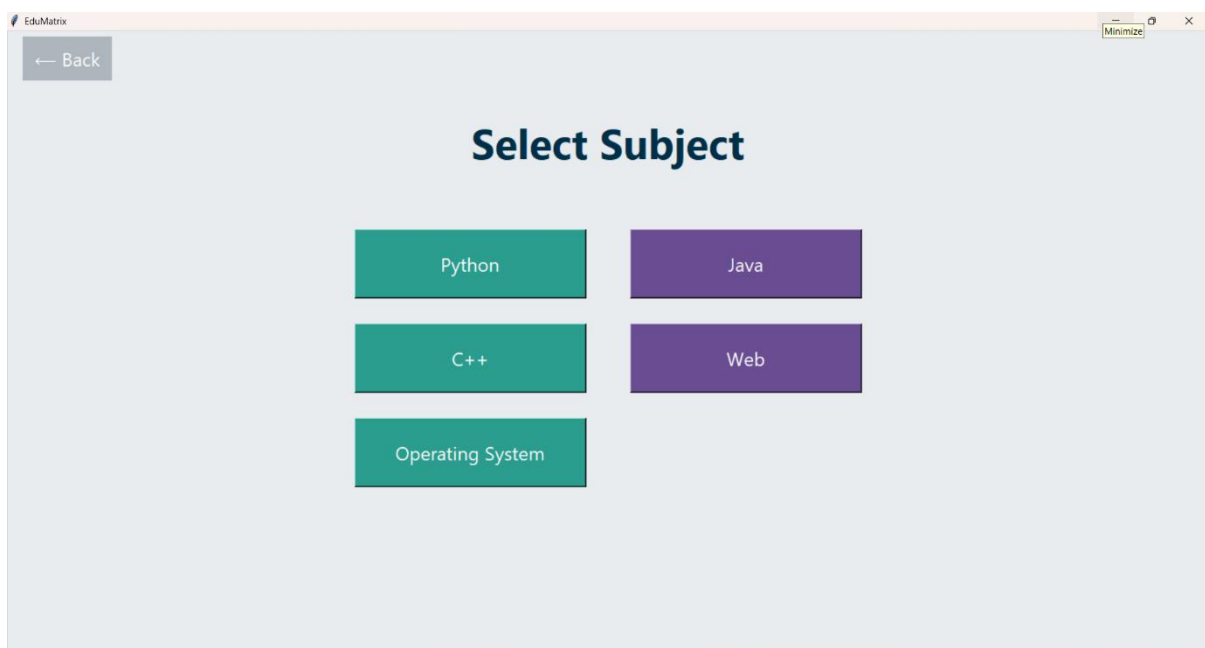 EduMatrix
Minimize
← Back
Select Subject
Python
Java
C++
Web
Operating System